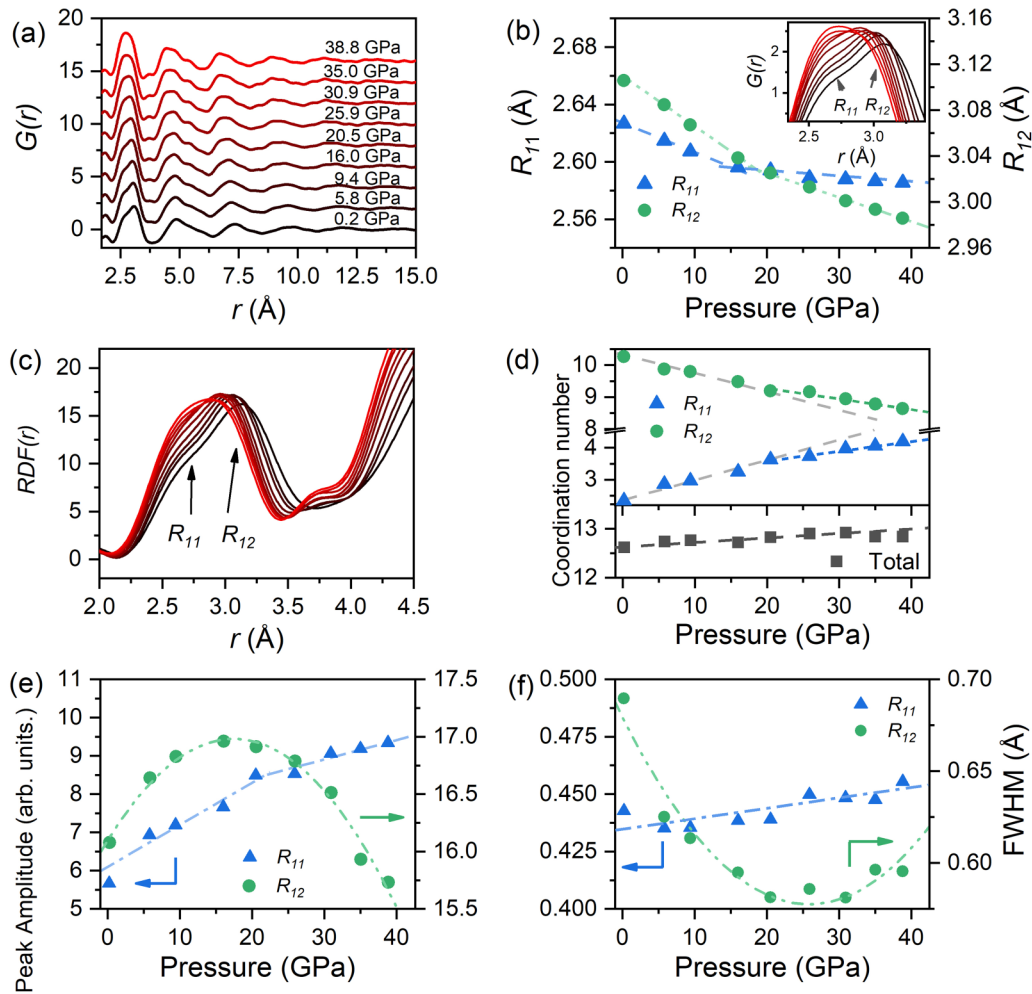 (a)
G(r)
20
15
10
5
0
38.8 GPa
35.0 GPa
30.9 GPa
25.9 GPa
20.5 GPa
16.0 GPa
9.4 GPa
5.8 GPa
0.2 GPa
2.5 5.0 7.5 10.0 12.5 15.0
r (Å)
(b)
R11 (Å)
2.68
2.64
2.60
2.56
R11
R12
G(r)
2
1
R11 R12
2.5 3.0
r (Å)
3.16
3.12
3.08
3.04
3.00
2.96
R12 (Å)
0 10 20 30 40
Pressure (GPa)
(c)
RDF(r)
20
15
10
5
0
R11 R12
2.0 2.5 3.0 3.5 4.0 4.5
r (Å)
(d)
Coordination number
10
9
8
4
3
13
12
R11
R12
Total
0 10 20 30 40
Pressure (GPa)
(e)
Peak Amplitude (arb. units.)
11
10
9
8
7
6
5
R11
R12
17.5
17.0
16.5
16.0
15.5
0 10 20 30 40
Pressure (GPa)
(f)
0.500
0.475
0.450
0.425
0.400
R11
R12
0.70
0.65
0.60
FWHM (Å)
0 10 20 30 40
Pressure (GPa)